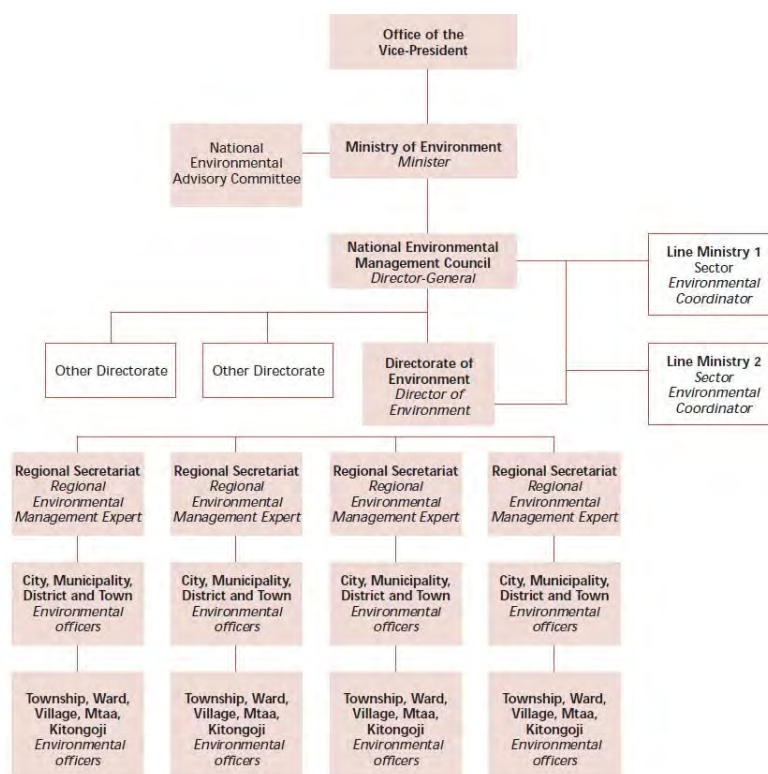 Office of the
Vice-President
National
Environmental
Advisory Committee
Ministry of Environment
Minister
National Environmental
Management Council
Director-General
Line Ministry 1
Sector
Environmental
Coordinator
Other Directorate
Other Directorate
Directorate of
Environment
Director of
Environment
Line Ministry 2
Sector
Environmental
Coordinator
Regional Secretariat
Regional
Environmental
Management Expert
Regional Secretariat
Regional
Environmental
Management Expert
Regional Secretariat
Regional
Environmental
Management Expert
Regional Secretariat
Regional
Environmental
Management Expert
City, Municipality,
District and Town
Environmental
officers
City, Municipality,
District and Town
Environmental
officers
City, Municipality,
District and Town
Environmental
officers
City, Municipality,
District and Town
Environmental
officers
Township, Ward,
Village, Mtaa,
Kitongoji
Environmental
officers
Township, Ward,
Village, Mtaa,
Kitongoji
Environmental
officers
Township, Ward,
Village, Mtaa,
Kitongoji
Environmental
officers
Township, Ward,
Village, Mtaa,
Kitongoji
Environmental
officers